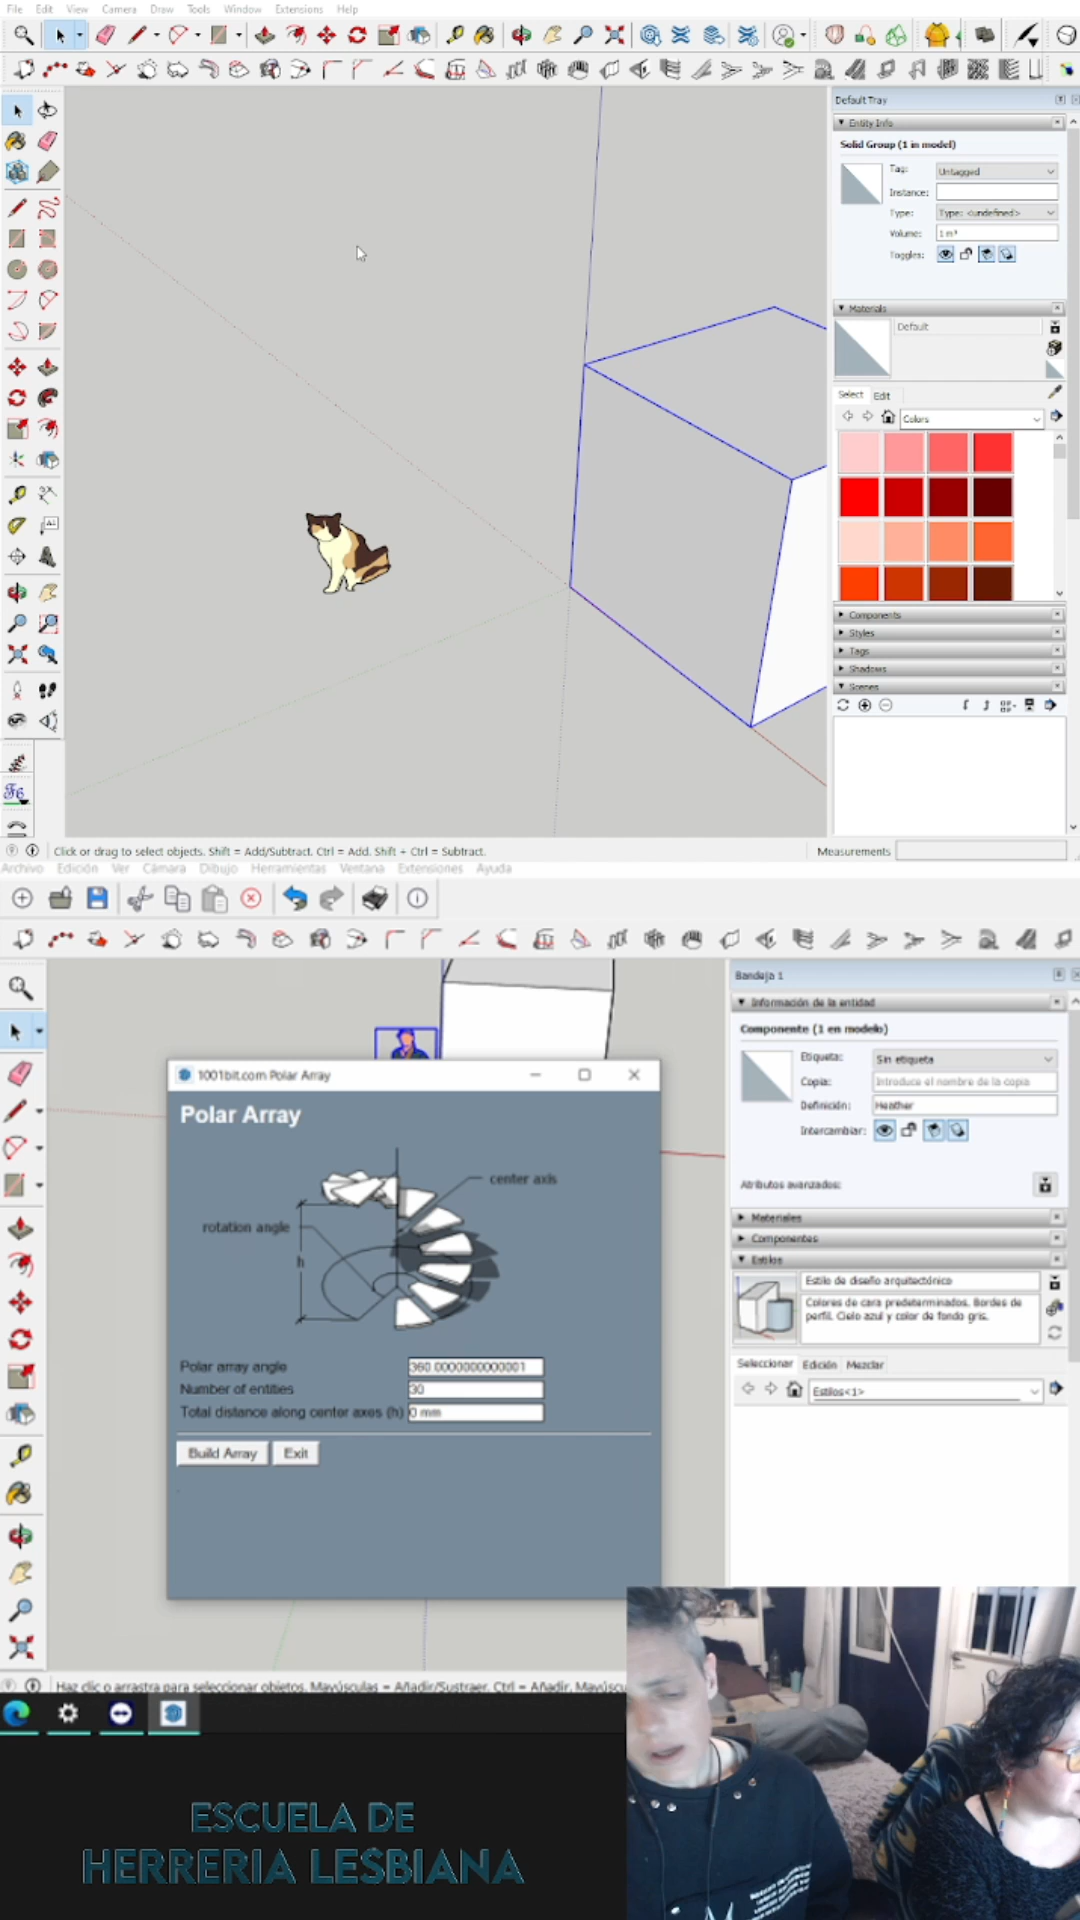 File Edit View Camera Draw Tools Window Extensions Help
Default Tray
Entity Info
Solid Group (1 in model)
Tag: Untagged
Instance:
Type: Type: <undefined>
Volume: 1 m³
Toggles:
Materials
Default
Select Edit
Colors
Components
Styles
Tags
Shadows
Scenes
Click or drag to select objects. Shift = Add/Subtract. Ctrl = Add. Shift + Ctrl = Subtract.
Measurements
Archivo Edición Ver Cámara Dibujo Herramientas Ventana Extensiones Ayuda
Bandeja 1
Información de la entidad
Componente (1 en modelo)
Etiqueta: Sin etiqueta
Copia: Introduce el nombre de la copia
Definición: Heather
Intercambiar:
Atributos avanzados:
Materiales
Componentes
Estilos
Estilo de diseño arquitectónico
Colores de cara predeterminados. Bordes de
perfil. Cielo azul y color de fondo gris.
Seleccionar Edición Mezclar
Estilos<1>
1001bit.com Polar Array
Polar Array
center axis
rotation angle
h
Polar array angle 360.0000000000001
Number of entities 30
Total distance along center axes (h) 0 mm
Build Array Exit
Haz clic o arrastra para seleccionar objetos. Mayúsculas = Añadir/Sustraer. Ctrl = Añadir. Mayúscu
ESCUELA DE
HERRERIA LESBIANA